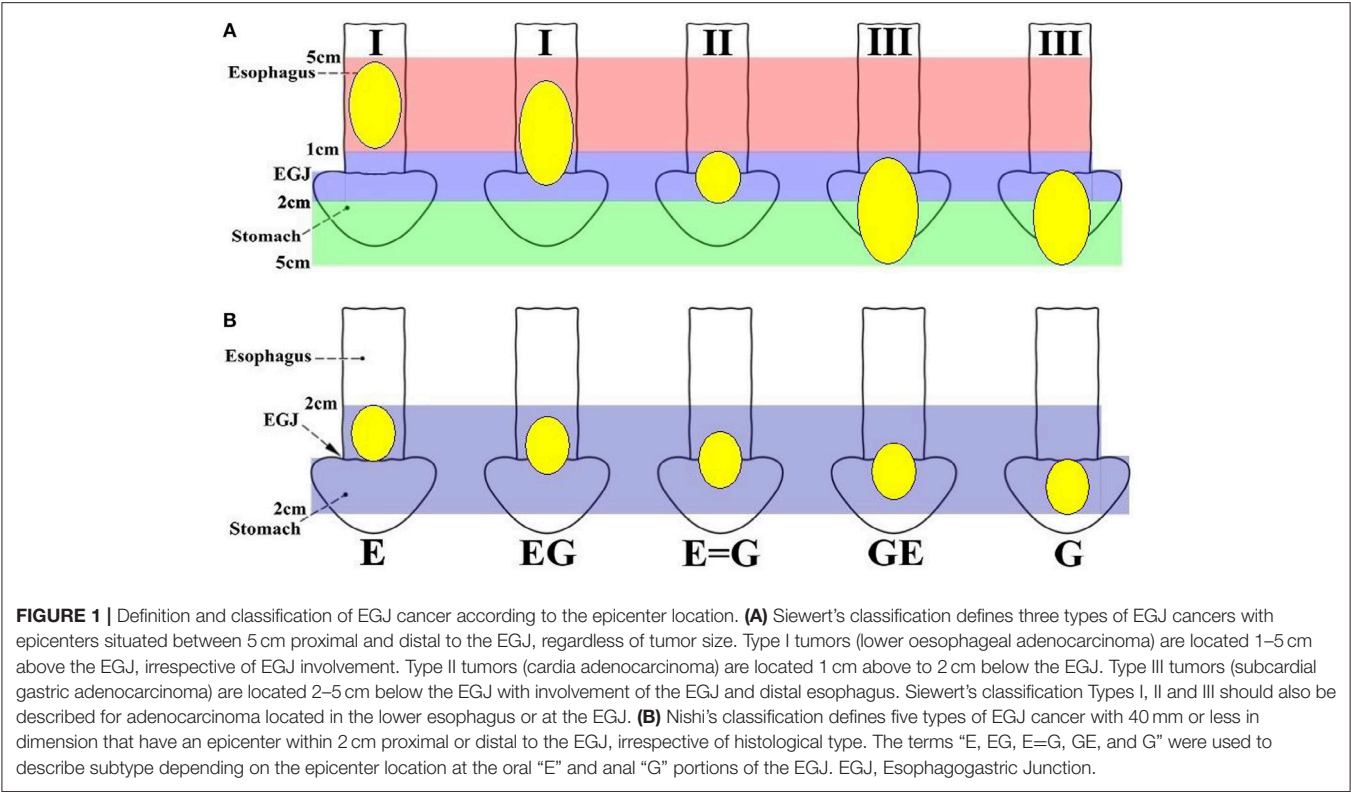 A
I I II III III
5cm
Esophagus
1cm
EGJ
2cm
Stomach
5cm
B
Esophagus
2cm
EGJ
2cm
Stomach
E EG E=G GE G
FIGURE 1 | Definition and classification of EGJ cancer according to the epicenter location. (A) Siewert's classification defines three types of EGJ cancers with
epicenters situated between 5 cm proximal and distal to the EGJ, regardless of tumor size. Type I tumors (lower oesophageal adenocarcinoma) are located 1–5 cm
above the EGJ, irrespective of EGJ involvement. Type II tumors (cardia adenocarcinoma) are located 1 cm above to 2 cm below the EGJ. Type III tumors (subcardial
gastric adenocarcinoma) are located 2–5 cm below the EGJ with involvement of the EGJ and distal esophagus. Siewert's classification Types I, II and III should also be
described for adenocarcinoma located in the lower esophagus or at the EGJ. (B) Nishi's classification defines five types of EGJ cancer with 40 mm or less in
dimension that have an epicenter within 2 cm proximal or distal to the EGJ, irrespective of histological type. The terms “E, EG, E=G, GE, and G” were used to
describe subtype depending on the epicenter location at the oral “E” and anal “G” portions of the EGJ. EGJ, Esophagogastric Junction.